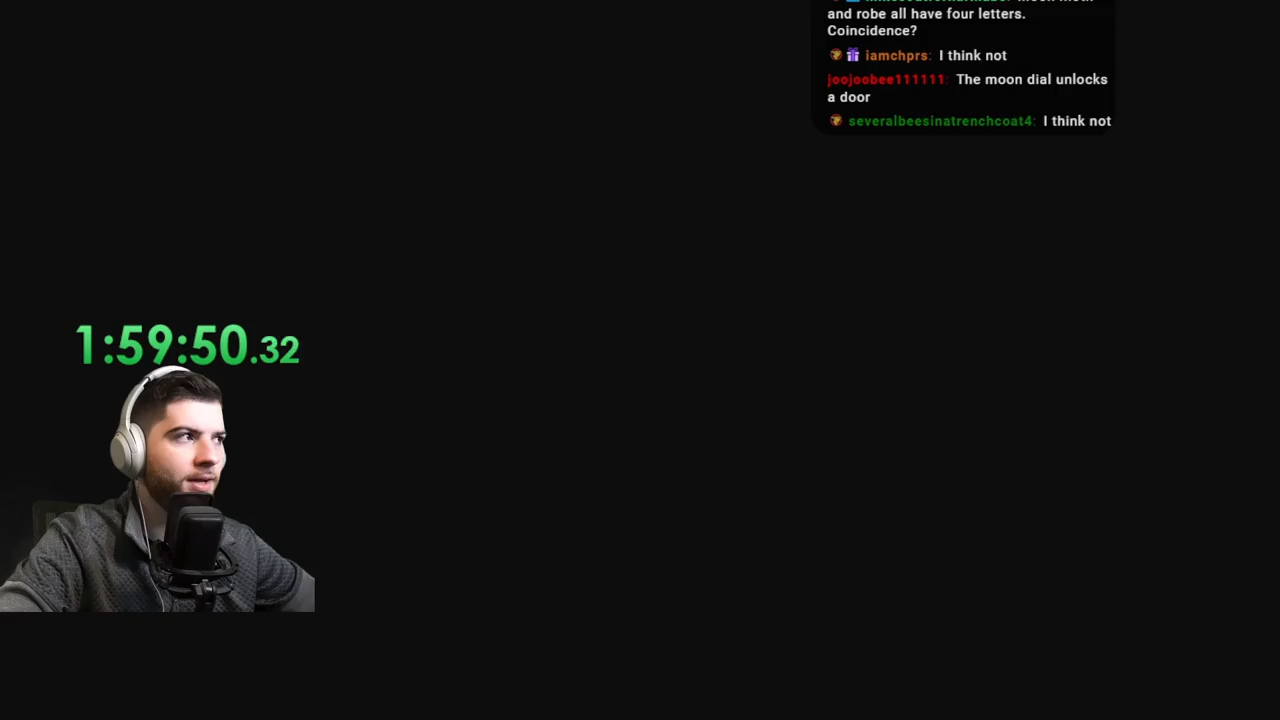 and robe all have four letters.
Coincidence?
iamchprs: I think not
joojoobee111111: The moon dial unlocks
a door
severalbeesinatrenchcoat4: I think not
1:59:50.32